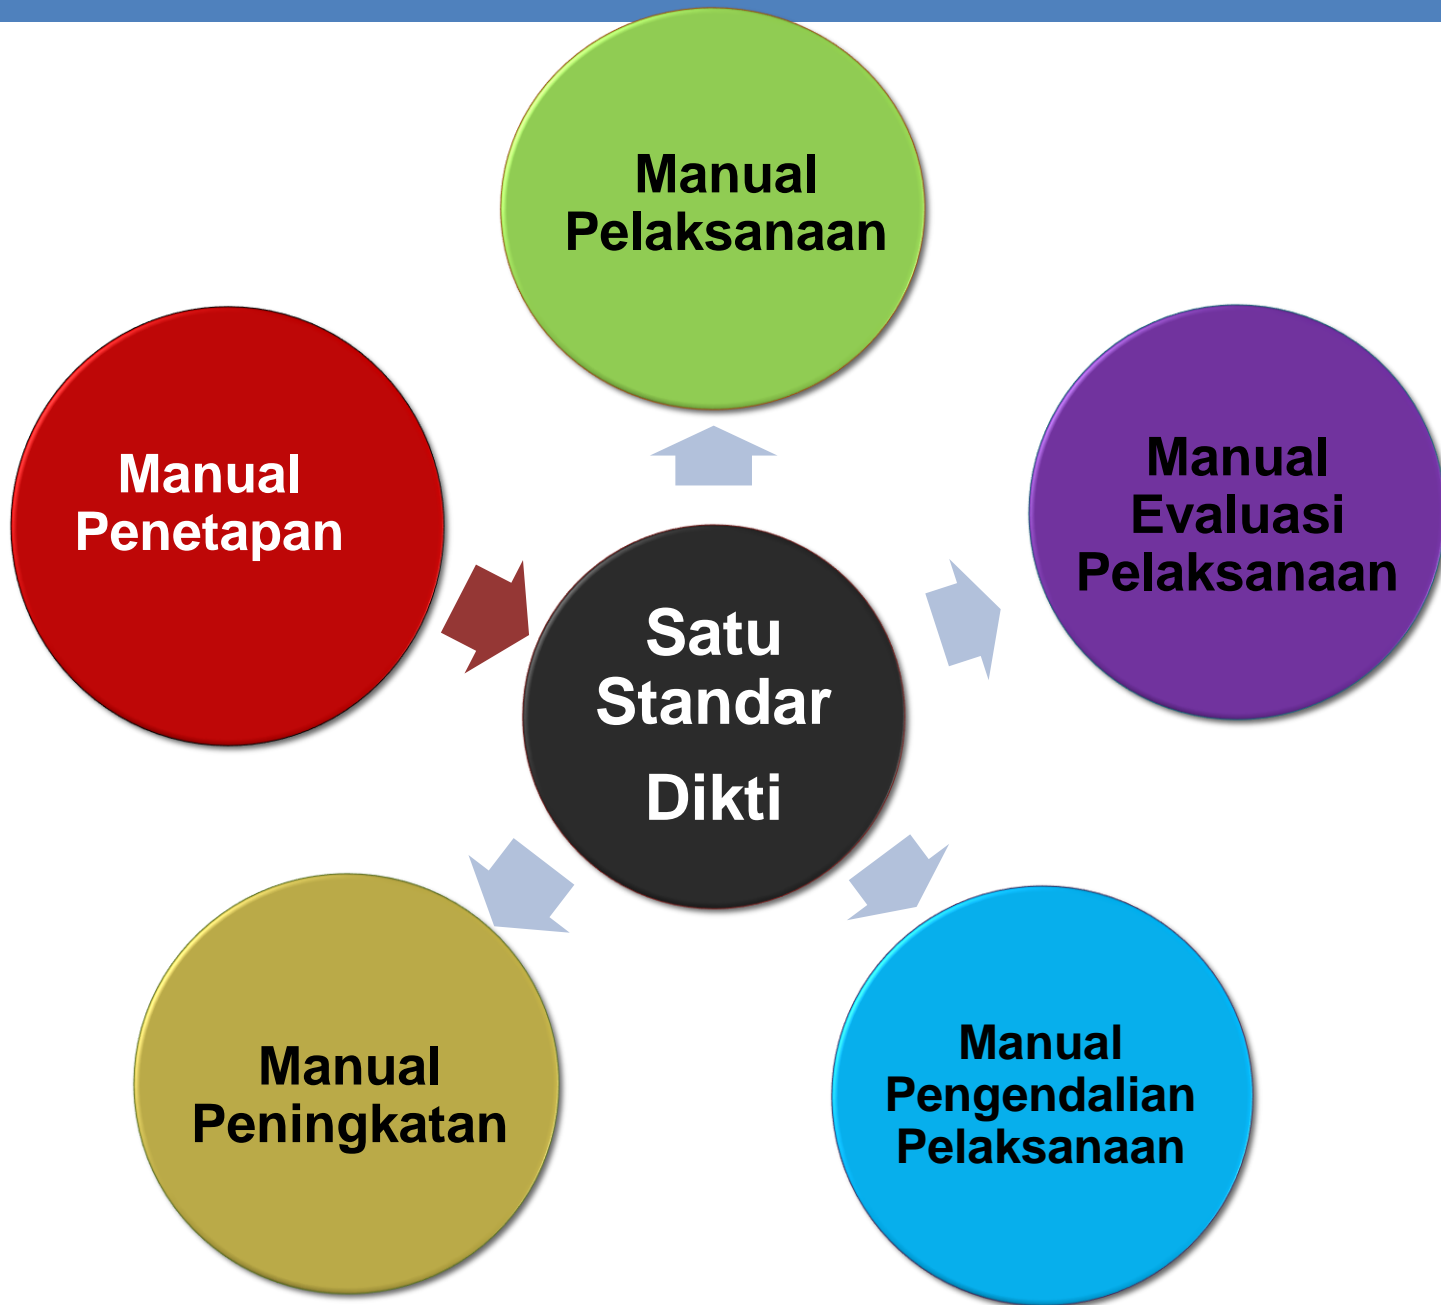 Manual
Pelaksanaan
Manual
Penetapan
Manual
Evaluasi
Pelaksanaan
Satu
Standar
Dikti
Manual
Peningkatan
Manual
Pengendalian
Pelaksanaan